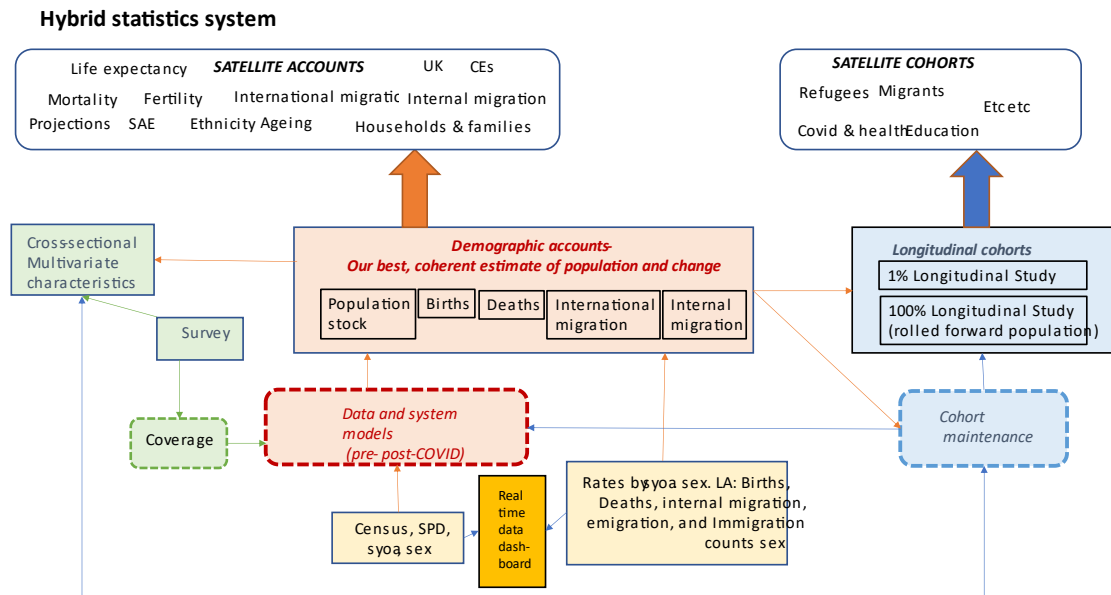 Hybrid statistics system
Life expectancy SATELLITE ACCOUNTS UK CEs
Mortality Fertility International migratic Internal migration
Projections SAE Ethnicity Ageing Households & families
SATELLITE COHORTS
Refugees Migrants
Etc etc
Covid & health Education
Cross-sectional
Multivariate
characteristics
Demographic accounts-
Our best, coherent estimate of population and change
Population
stock
Births
Deaths
International
migration
Internal
migration
Longitudinal cohorts
1% Longitudinal Study
100% Longitudinal Study
(rolled forward population)
Survey
Coverage
Data and system
models
(pre- post-COVID)
Cohort
maintenance
Census, SPD,
syoa, sex
Real
time
data
dash-
board
Rates by syoa sex. LA: Births,
Deaths, internal migration,
emigration, and Immigration
counts sex